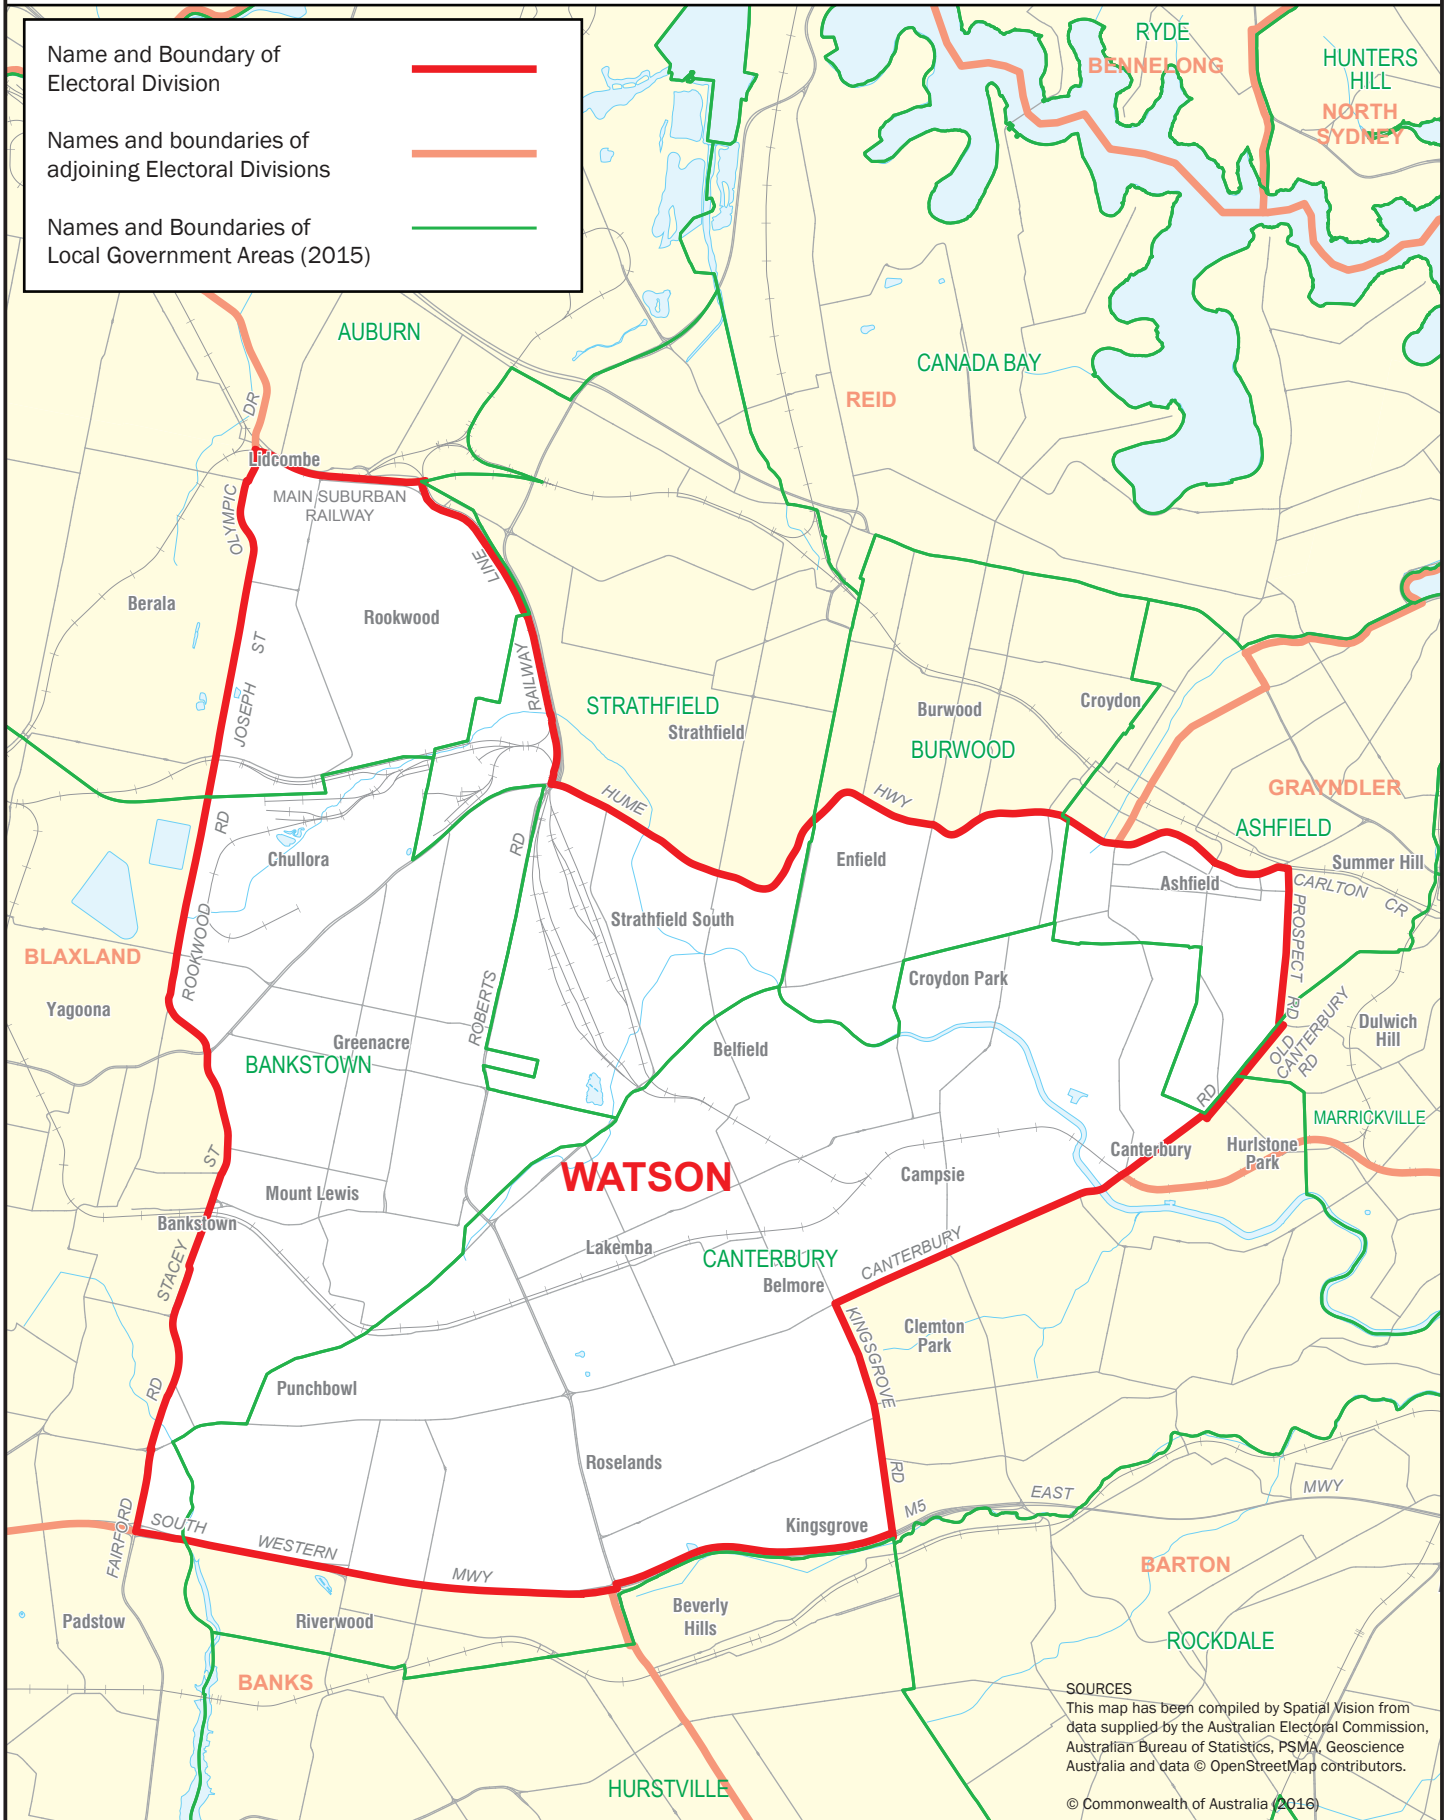 Name and Boundary of
Electoral Division
Names and boundaries of
adjoining Electoral Divisions
Names and Boundaries of
Local Government Areas (2015)
RYDE
BENNELONG
HUNTERS
HILL
NORTH
SYDNEY
AUBURN
CANADA BAY
REID
DR
Lidcombe
MAIN SUBURBAN
RAILWAY
OLYMPIC
LINE
Berala
Rookwood
ST
JOSEPH
RAILWAY
STRATHFIELD
Strathfield
Burwood
Croydon
BURWOOD
GRAYNDLER
ASHFIELD
HUME
HWY
RD
RD
Chullora
Enfield
Summer Hill
Ashfield
CARLTON
CR
PROSPECT
RD
Strathfield South
ROOKWOOD
BLAXLAND
Yagoona
Croydon Park
ROBERTS
Greenacre
BANKSTOWN
Belfield
OLD
CANTERBURY
RD
Dulwich
Hill
RD
MARRICKVILLE
ST
WATSON
Canterbury
Hurlstone
Park
Campsie
Mount Lewis
Bankstown
STACEY
Lakemba
CANTERBURY
Belmore
CANTERBURY
KINGSGROVE
Clemton
Park
RD
Punchbowl
Roselands
RD
M5
EAST
MWY
FAIRFORD
SOUTH
WESTERN
MWY
Kingsgrove
BARTON
Padstow
Riverwood
Beverly
Hills
ROCKDALE
BANKS
HURSTVILLE
SOURCES
This map has been compiled by Spatial Vision from
data supplied by the Australian Electoral Commission,
Australian Bureau of Statistics, PSMA, Geoscience
Australia and data © OpenStreetMap contributors.
© Commonwealth of Australia (2016)